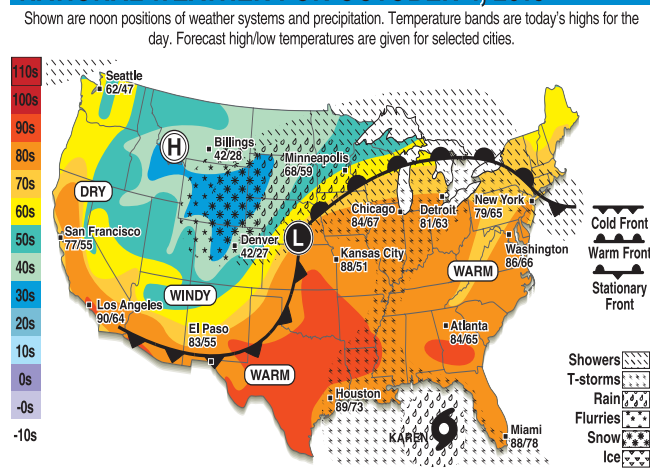 Shown are noon positions of weather systems and precipitation. Temperature bands are today's highs for the
day. Forecast high/low temperatures are given for selected cities.
110s
100s
90s
80s
70s
60s
50s
40s
30s
20s
10s
0s
-0s
-10s
Seattle
62/47
H
Billings
42/28
Minneapolis
68/59
DRY
San Francisco
77/55
Denver
42/27
L
Chicago
84/67
Detroit
81/63
New York
79/65
Kansas City
88/51
Washington
86/66
WARM
WINDY
Los Angeles
90/64
El Paso
83/55
Atlanta
84/65
WARM
Houston
89/73
KAREN
Miami
88/78
Cold Front
Warm Front
Stationary
Front
Showers
T-storms
Rain
Flurries
Snow
Ice